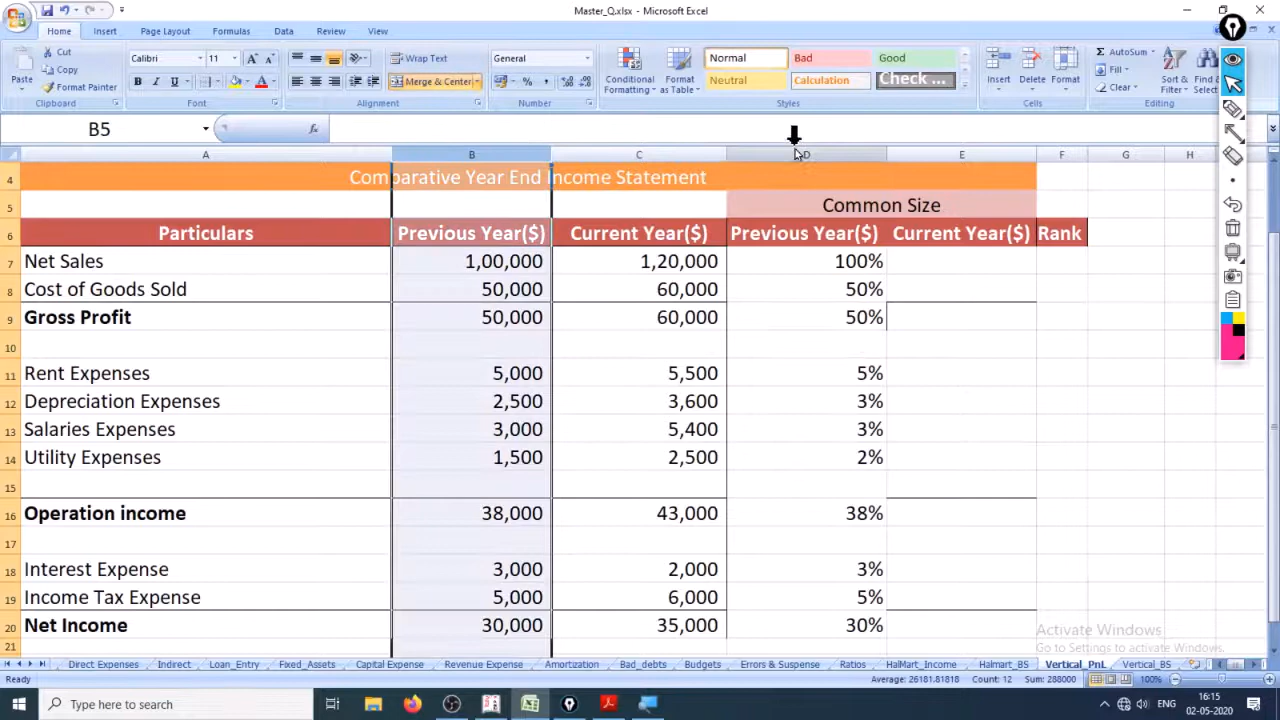 Master_Q.xlsx - Microsoft Excel
Home Insert Page Layout Formulas Data Review View
Cut
Copy
Format Painter
Paste
Clipboard
Calibri 11
B I U
Font
Wrap Text
Merge & Center
Alignment
General
Number
Conditional Formatting
Format as Table
Normal Bad Good
Neutral Calculation Check ...
Styles
Insert Delete Format
Cells
AutoSum
Fill
Clear
Sort & Filter
Editing
B5 fx
A B C D E F G H
4 Comparative Year End Income Statement
5 Common Size
6 Particulars Previous Year($) Current Year($) Previous Year($) Current Year($) Rank
7 Net Sales 1,00,000 1,20,000 100%
8 Cost of Goods Sold 50,000 60,000 50%
9 Gross Profit 50,000 60,000 50%
10
11 Rent Expenses 5,000 5,500 5%
12 Depreciation Expenses 2,500 3,600 3%
13 Salaries Expenses 3,000 5,400 3%
14 Utility Expenses 1,500 2,500 2%
15
16 Operation income 38,000 43,000 38%
17
18 Interest Expense 3,000 2,000 3%
19 Income Tax Expense 5,000 6,000 5%
20 Net Income 30,000 35,000 30%
21
Activate Windows
Go to Settings to activate Windows.
Direct Expenses Indirect Loan_Entry Fixed_Assets Capital Expense Revenue Expense Amortization Bad_debts Budgets Errors & Suspense Ratios HalMart_Income Halmart_BS Vertical_PnL Vertical_BS
Ready Average: 26181.81818 Count: 12 Sum: 288000 100%
Type here to search
ENG
16:15
02-05-2020